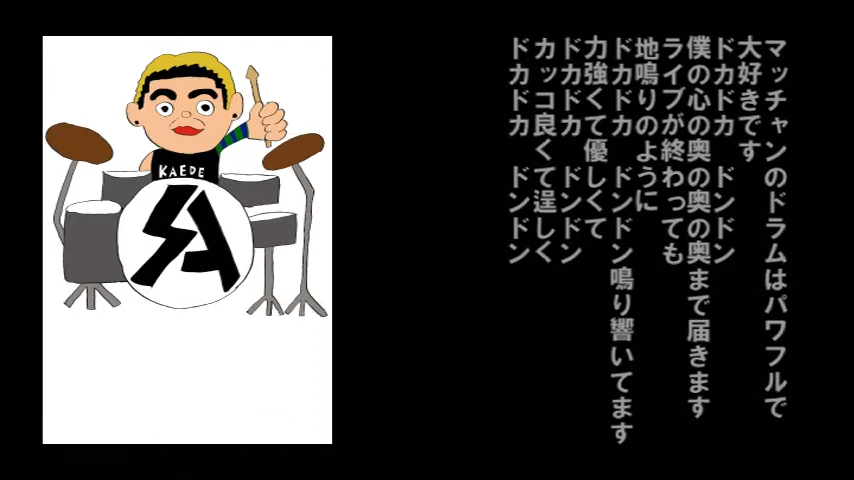 マッチャンのドラムはパワフルで
大好きです
ドカドカ ドンドン
僕の心の奥の奥の奥まで届きます
ライブが終わっても
地鳴りのように
ドカドカ ドンドン鳴り響いてます
力強くて優しくて
ドカドカ ドンドン
カッコ良くて逞しく
ドカドカ ドンドン
KAEDE
SA